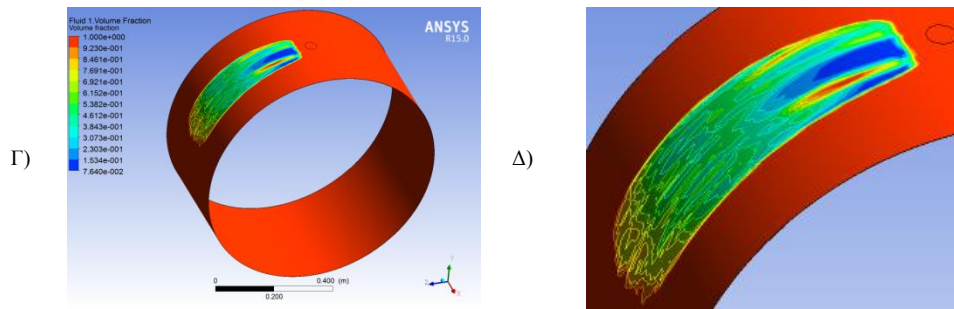 Fluid 1.Volume Fraction
Volume fraction
1.000e+000
9.230e-001
8.461e-001
7.691e-001
6.921e-001
6.152e-001
5.382e-001
4.612e-001
3.843e-001
3.073e-001
2.303e-001
1.534e-001
7.640e-002
ANSYS
R15.0
Γ)
Δ)
0
0.400 (m)
0.200
Y
Z
X